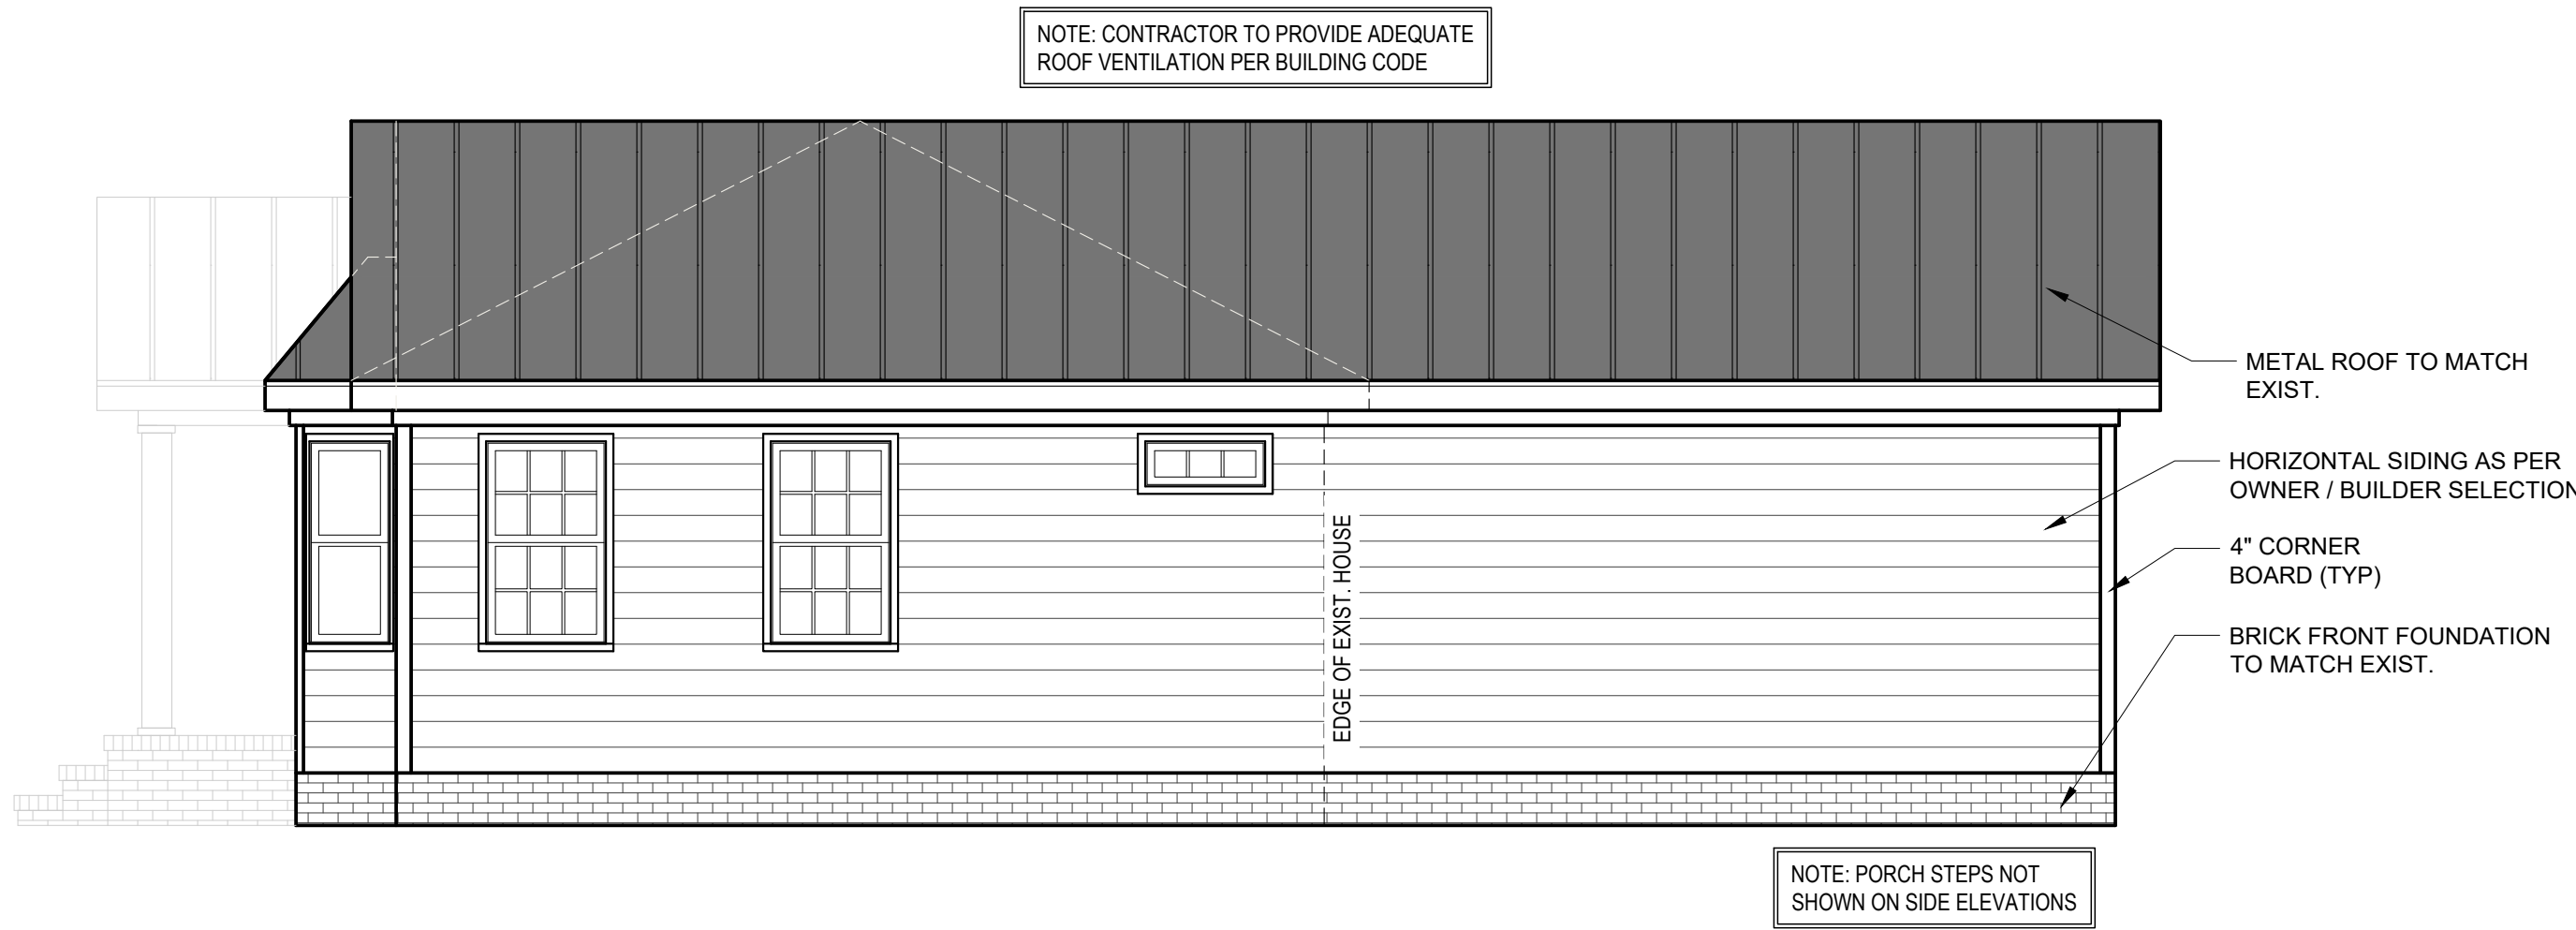 NOTE: CONTRACTOR TO PROVIDE ADEQUATE
ROOF VENTILATION PER BUILDING CODE
METAL ROOF TO MATCH
EXIST.
HORIZONTAL SIDING AS PER
OWNER / BUILDER SELECTION
4" CORNER
BOARD (TYP)
EDGE OF EXIST. HOUSE
BRICK FRONT FOUNDATION
TO MATCH EXIST.
NOTE: PORCH STEPS NOT
SHOWN ON SIDE ELEVATIONS